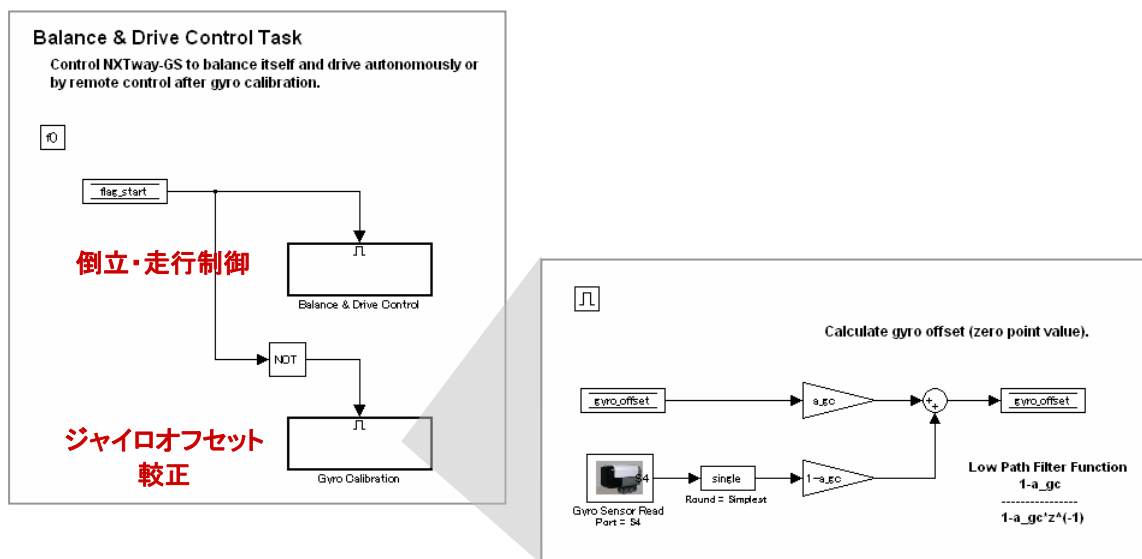 Balance & Drive Control Task
Control NXTway-GS to balance itself and drive autonomously or
by remote control after gyro calibration.
f()
flag_start
倒立・走行制御
Balance & Drive Control
NOT
ジャイロオフセット
較正
Gyro Calibration
Calculate gyro offset (zero point value).
gyro_offset
a_gc
gyro_offset
S4
single
1-a_gc
Gyro Sensor Read
Port = S4
Round = Simplest
Low Path Filter Function
1-a_gc
----------------
1-a_gc*z^(-1)